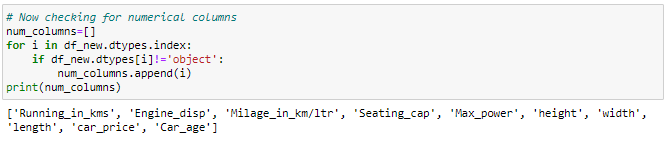 # Now checking for numerical columns
num_columns=[]
for i in df_new.dtypes.index:
    if df_new.dtypes[i]!='object':
        num_columns.append(i)
print(num_columns)
['Running_in_kms', 'Engine_disp', 'Milage_in_km/ltr', 'Seating_cap', 'Max_power', 'height', 'width',
'length', 'car_price', 'Car_age']